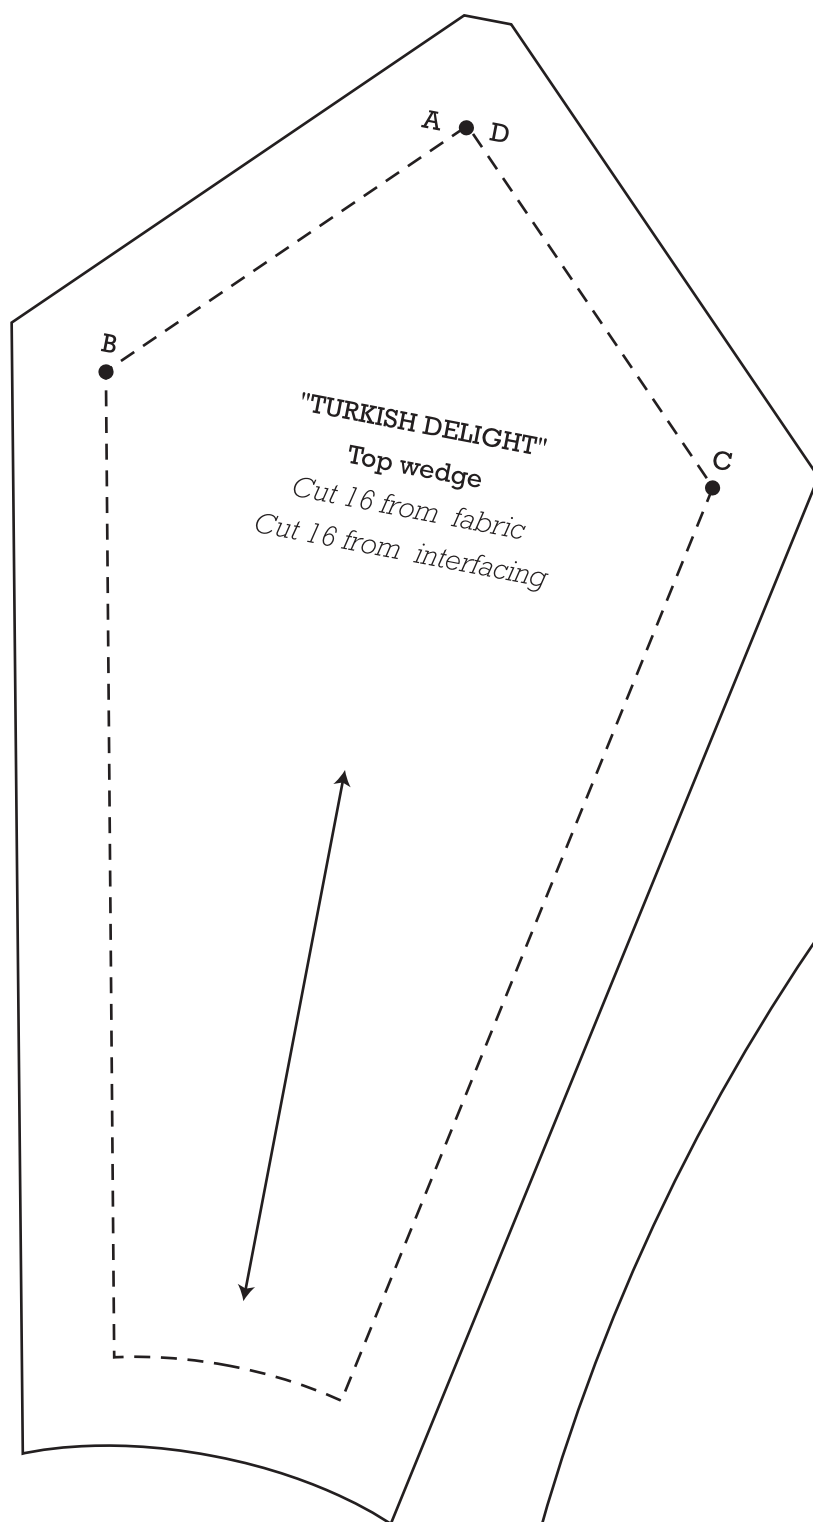 A D
B
"TURKISH DELIGHT"
Top wedge
C
Cut 16 from fabric
Cut 16 from interfacing